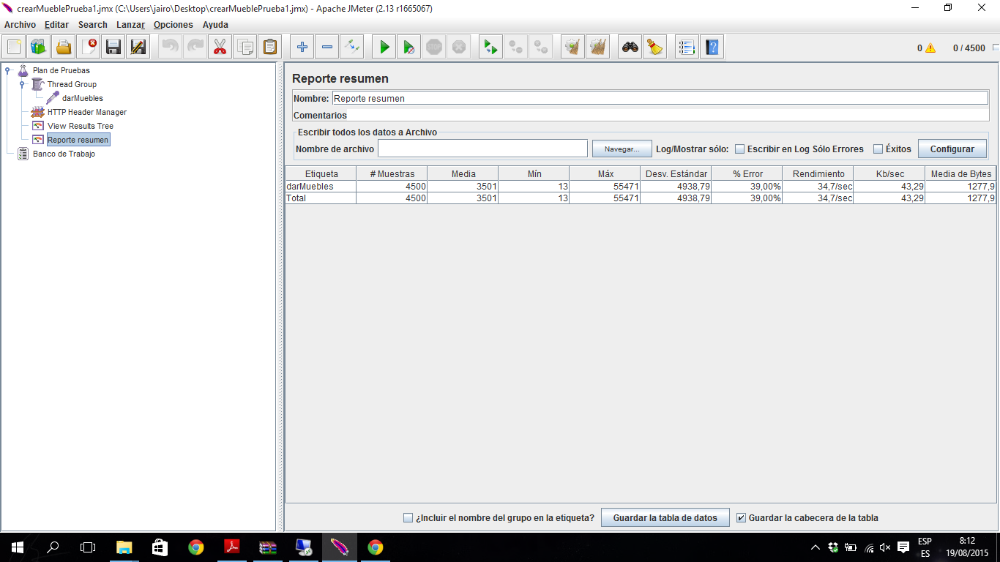 crearMueblePrueba1.jmx (C:\Users\jairo\Desktop\crearMueblePrueba1.jmx) - Apache JMeter (2.13 r1665067)
Archivo Editar Search Lanzar Opciones Ayuda
0 0 / 4500
Plan de Pruebas
Thread Group
darMuebles
HTTP Header Manager
View Results Tree
Reporte resumen
Banco de Trabajo
Reporte resumen
Nombre: Reporte resumen
Comentarios
Escribir todos los datos a Archivo
Nombre de archivo Navegar... Log/Mostrar sólo: Escribir en Log Sólo Errores Éxitos Configurar
Etiqueta # Muestras Media Mín Máx Desv. Estándar % Error Rendimiento Kb/sec Media de Bytes
darMuebles 4500 3501 13 55471 4938,79 39,00% 34,7/sec 43,29 1277,9
Total 4500 3501 13 55471 4938,79 39,00% 34,7/sec 43,29 1277,9
¿Incluir el nombre del grupo en la etiqueta? Guardar la tabla de datos Guardar la cabecera de la tabla
ESP 8:12
ES 19/08/2015